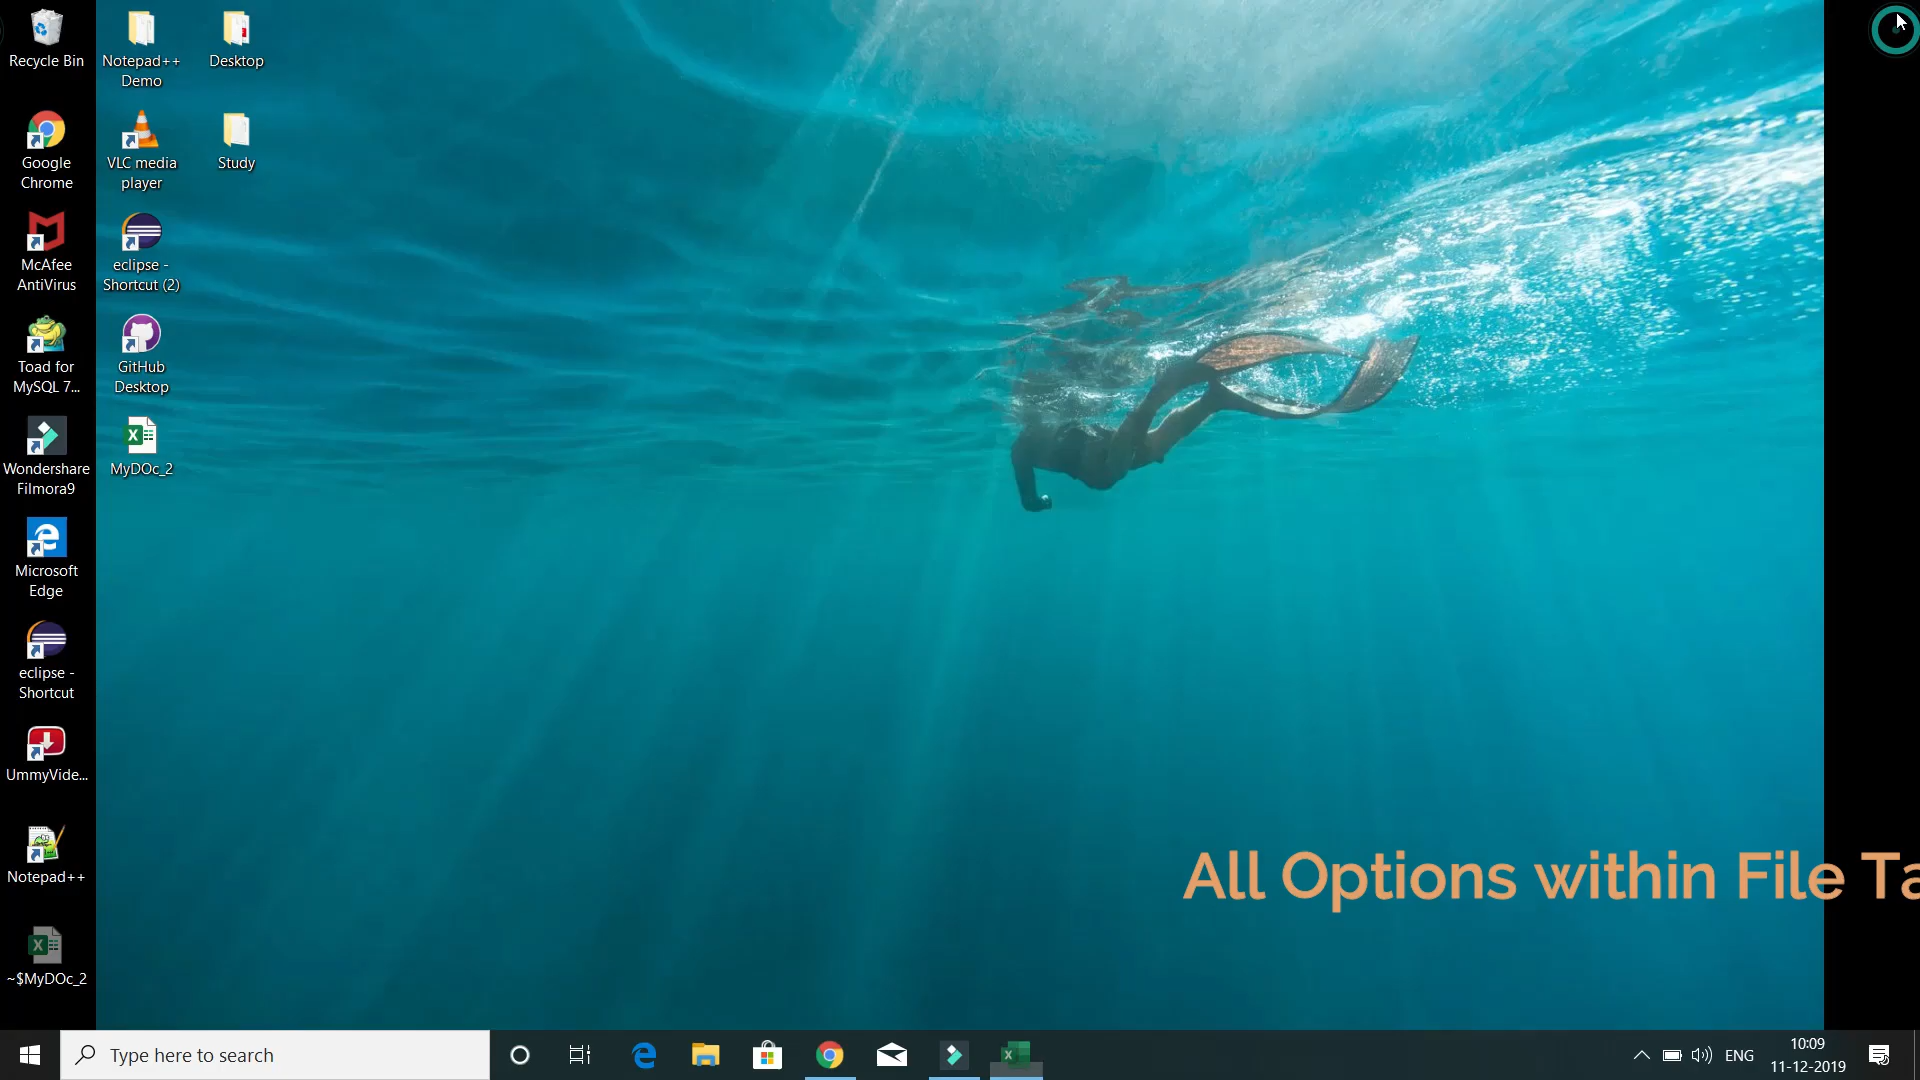 Recycle Bin
Notepad++
Demo
Desktop
Google
Chrome
VLC media
player
Study
McAfee
AntiVirus
eclipse -
Shortcut (2)
Toad for
MySQL 7...
GitHub
Desktop
Wondershare
Filmora9
MyDOc_2
Microsoft
Edge
eclipse -
Shortcut
UmmyVide...
Notepad++
~$MyDOc_2
All Options within File Ta
Type here to search
ENG
10:09
11-12-2019